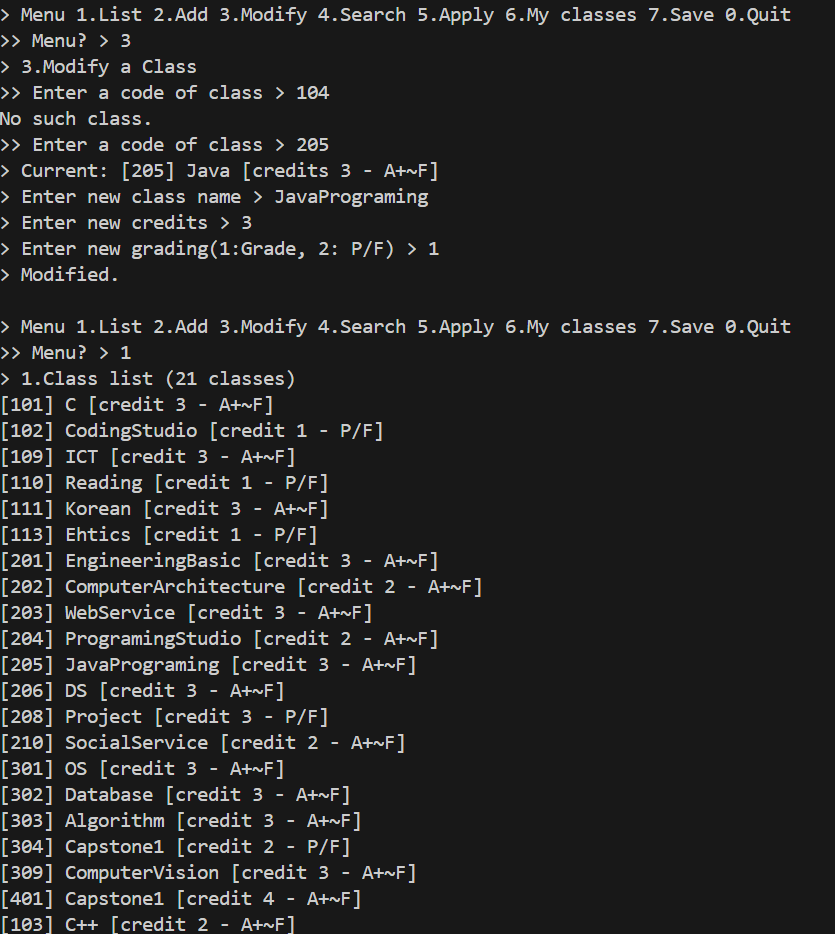 > Menu 1.List 2.Add 3.Modify 4.Search 5.Apply 6.My classes 7.Save 0.Quit
>> Menu? > 3
> 3.Modify a Class
>> Enter a code of class > 104
No such class.
>> Enter a code of class > 205
> Current: [205] Java [credits 3 - A+~F]
> Enter new class name > JavaPrograming
> Enter new credits > 3
> Enter new grading(1:Grade, 2: P/F) > 1
> Modified.

> Menu 1.List 2.Add 3.Modify 4.Search 5.Apply 6.My classes 7.Save 0.Quit
>> Menu? > 1
> 1.Class list (21 classes)
[101] C [credit 3 - A+~F]
[102] CodingStudio [credit 1 - P/F]
[109] ICT [credit 3 - A+~F]
[110] Reading [credit 1 - P/F]
[111] Korean [credit 3 - A+~F]
[113] Ehtics [credit 1 - P/F]
[201] EngineeringBasic [credit 3 - A+~F]
[202] ComputerArchitecture [credit 2 - A+~F]
[203] WebService [credit 3 - A+~F]
[204] ProgramingStudio [credit 2 - A+~F]
[205] JavaPrograming [credit 3 - A+~F]
[206] DS [credit 3 - A+~F]
[208] Project [credit 3 - P/F]
[210] SocialService [credit 2 - A+~F]
[301] OS [credit 3 - A+~F]
[302] Database [credit 3 - A+~F]
[303] Algorithm [credit 3 - A+~F]
[304] Capstone1 [credit 2 - P/F]
[309] ComputerVision [credit 3 - A+~F]
[401] Capstone1 [credit 4 - A+~F]
[103] C++ [credit 2 - A+~F]